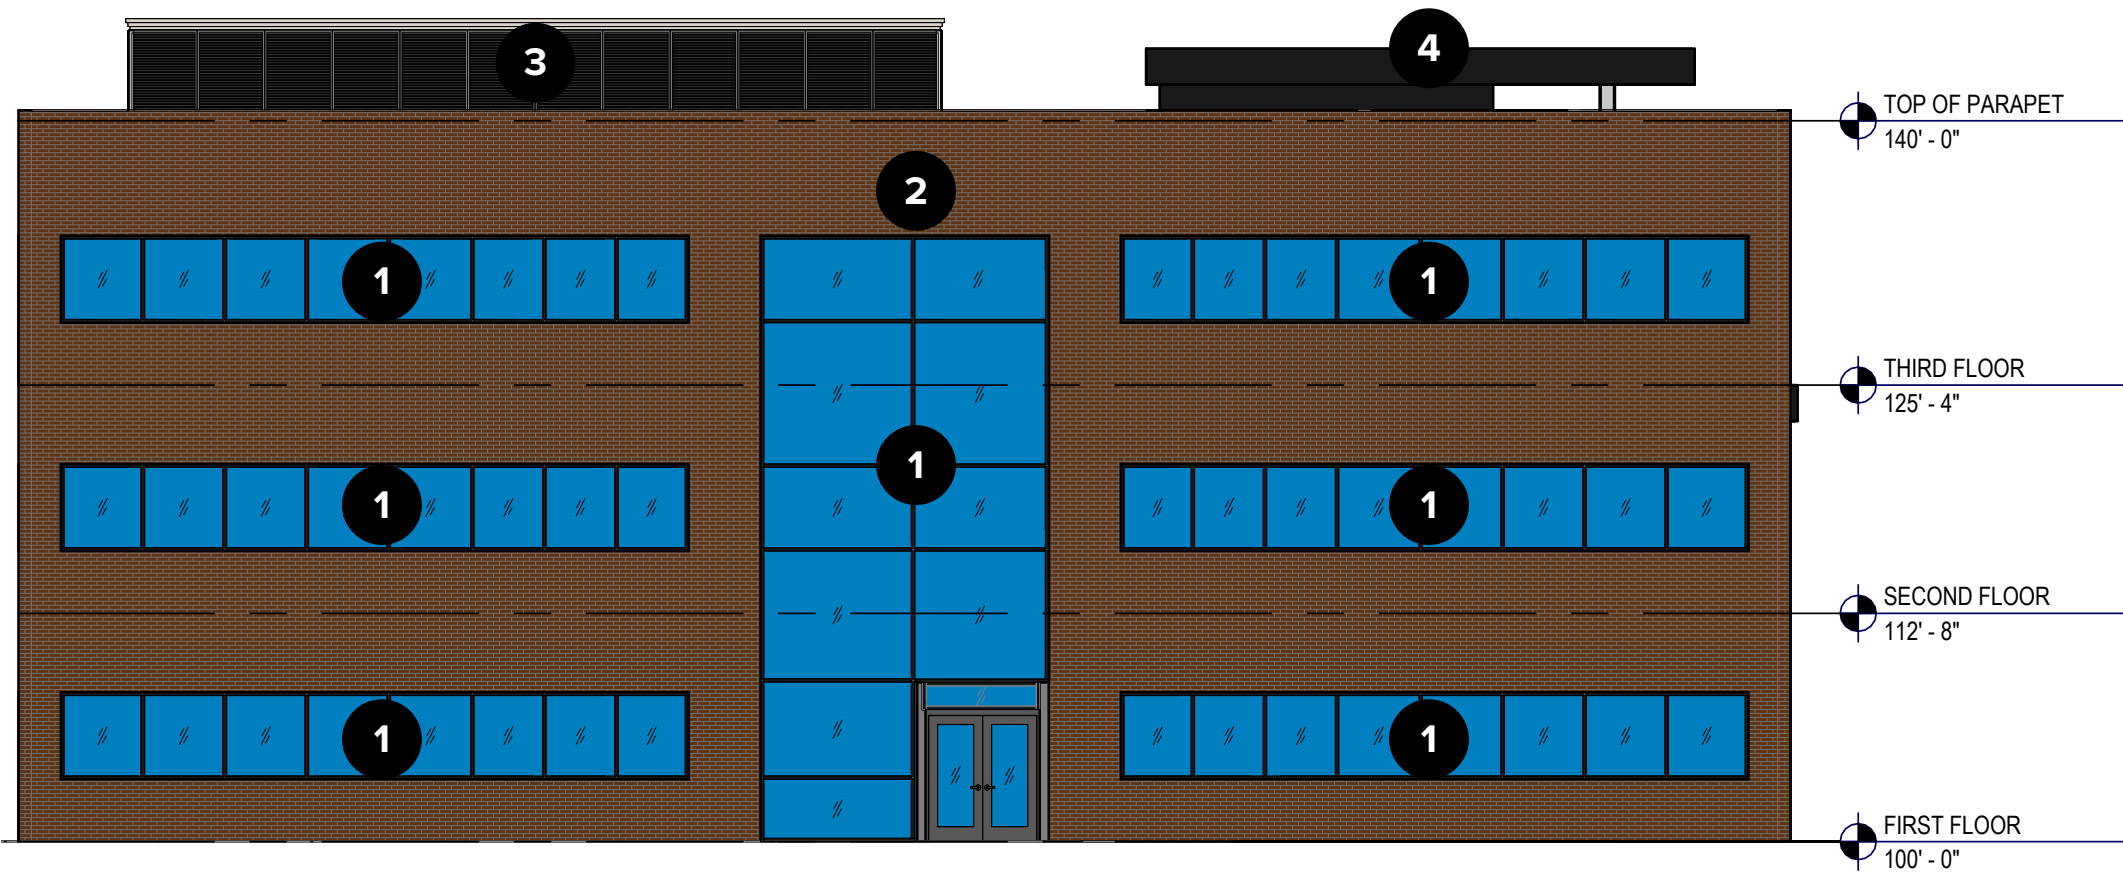 3
4
TOP OF PARAPET
140' - 0"
2
1
1
THIRD FLOOR
125' - 4"
1
1
1
SECOND FLOOR
112' - 8"
1
1
FIRST FLOOR
100' - 0"